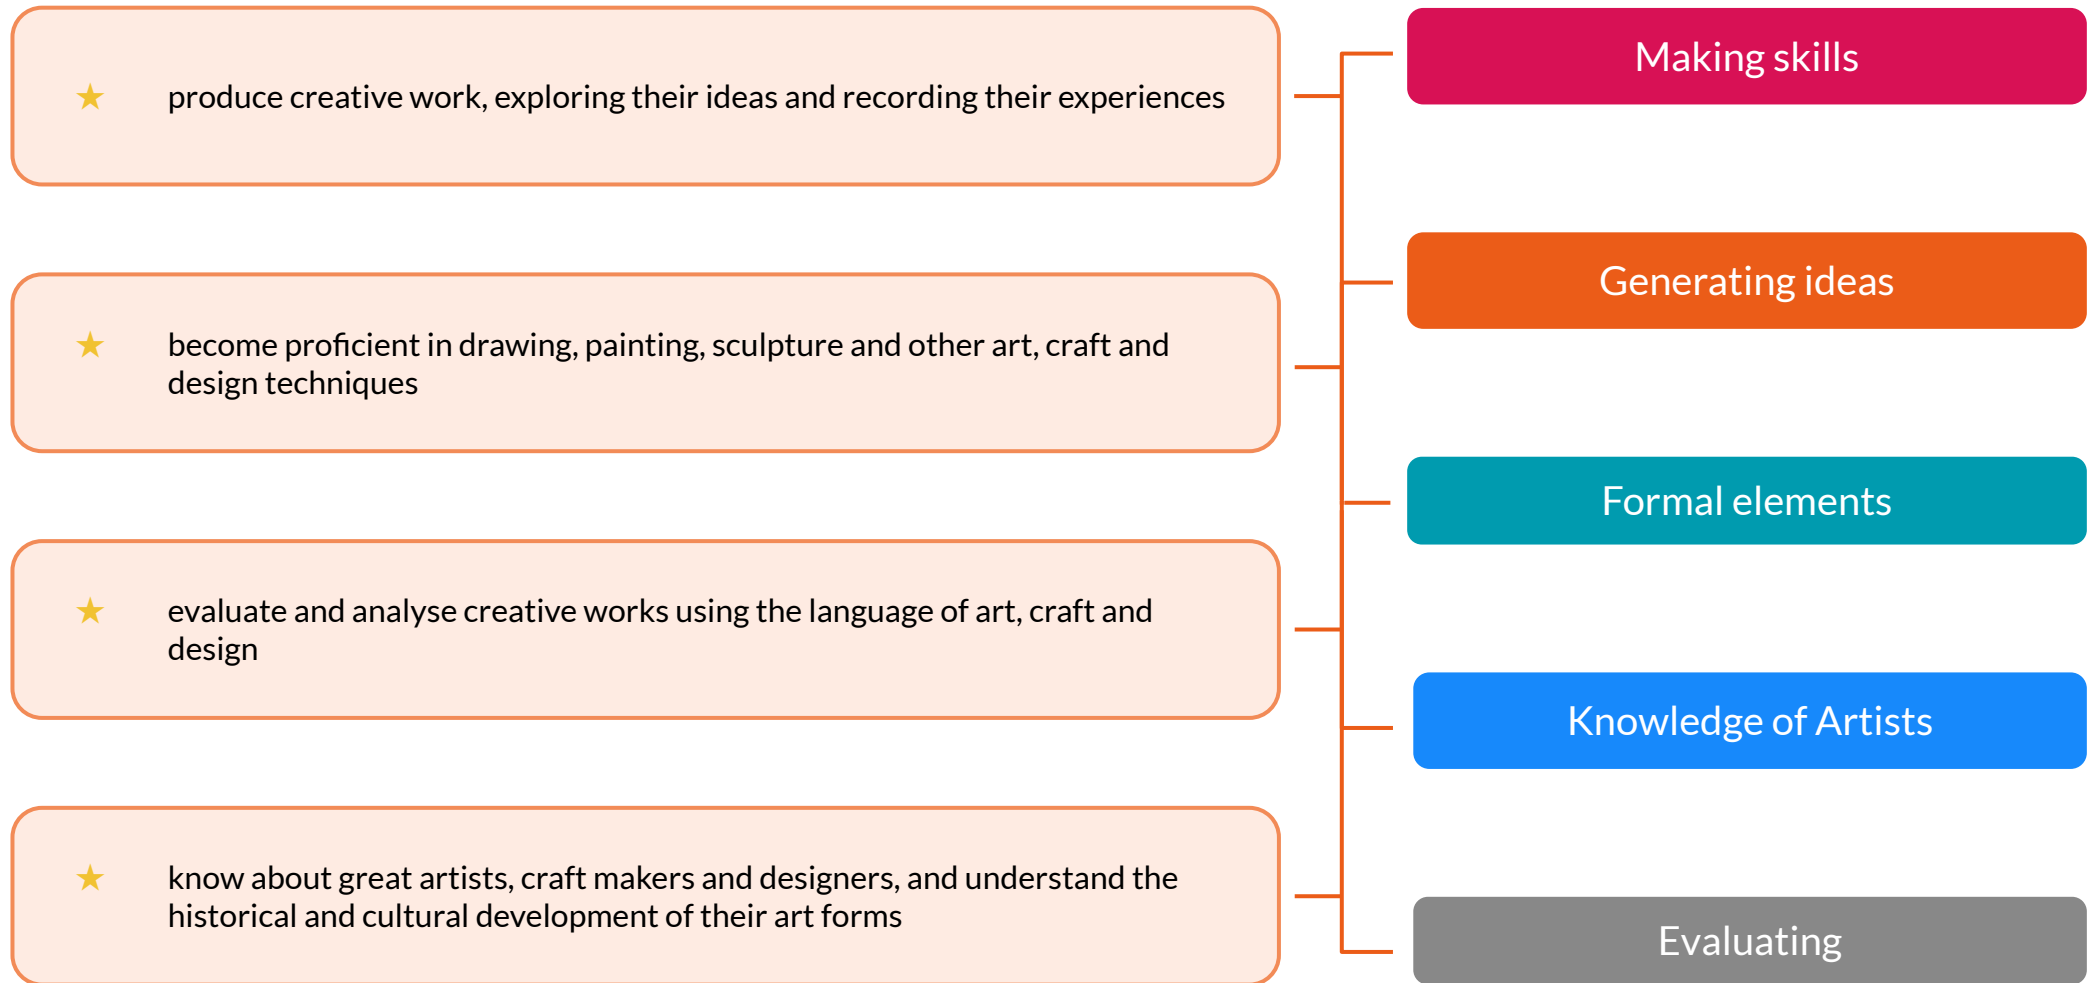 produce creative work, exploring their ideas and recording their experiences
become proficient in drawing, painting, sculpture and other art, craft and
design techniques
evaluate and analyse creative works using the language of art, craft and
design
know about great artists, craft makers and designers, and understand the
historical and cultural development of their art forms
Making skills
Generating ideas
Formal elements
Knowledge of Artists
Evaluating